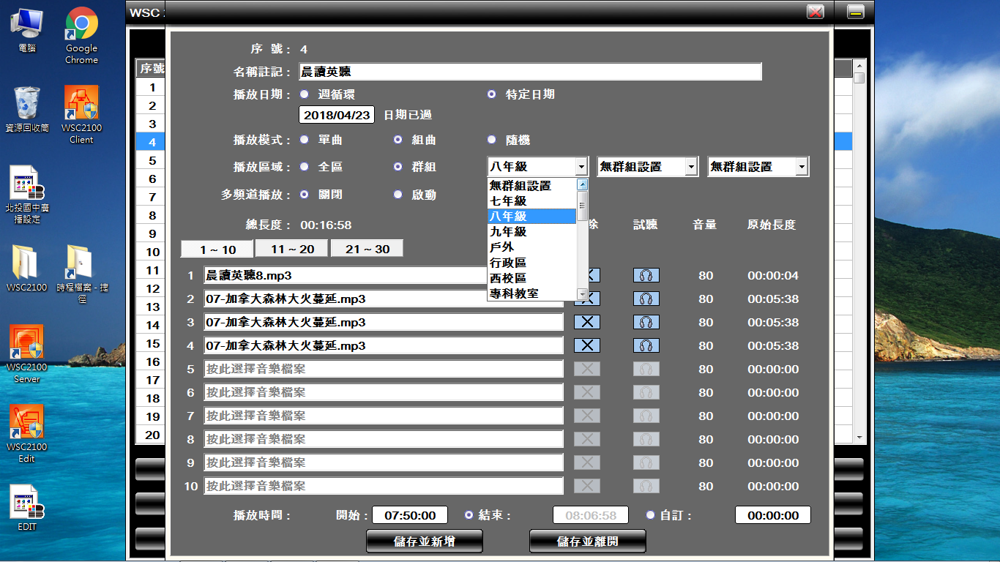 電腦
Google Chrome
資源回收筒
WSC2100 Client
北投國中廣播設定
WSC2100
時程檔案 - 捷徑
WSC2100 Server
WSC2100 Edit
EDIT
WSC
序號
1
2
3
4
5
6
7
8
9
10
11
12
13
14
15
16
17
18
19
20
序 號： 4
名稱註記： 晨讀英聽
播放日期： 週循環 特定日期
2018/04/23 日期已過
播放模式： 單曲 組曲 隨機
播放區域： 全區 群組 八年級 無群組設置 無群組設置
無群組設置
七年級
八年級
九年級
戶外
行政區
西校區
專科教室
多頻道播放： 關閉 啟動
總長度： 00:16:58
除 試聽 音量 原始長度
1 ~ 10 11 ~ 20 21 ~ 30
1 晨讀英聽8.mp3 80 00:00:04
2 07-加拿大森林大火蔓延.mp3 80 00:05:38
3 07-加拿大森林大火蔓延.mp3 80 00:05:38
4 07-加拿大森林大火蔓延.mp3 80 00:05:38
5 按此選擇音樂檔案 80 00:00:00
6 按此選擇音樂檔案 80 00:00:00
7 按此選擇音樂檔案 80 00:00:00
8 按此選擇音樂檔案 80 00:00:00
9 按此選擇音樂檔案 80 00:00:00
10 按此選擇音樂檔案 80 00:00:00
播放時間： 開始： 07:50:00 結束： 08:06:58 自訂： 00:00:00
儲存並新增 儲存並離開